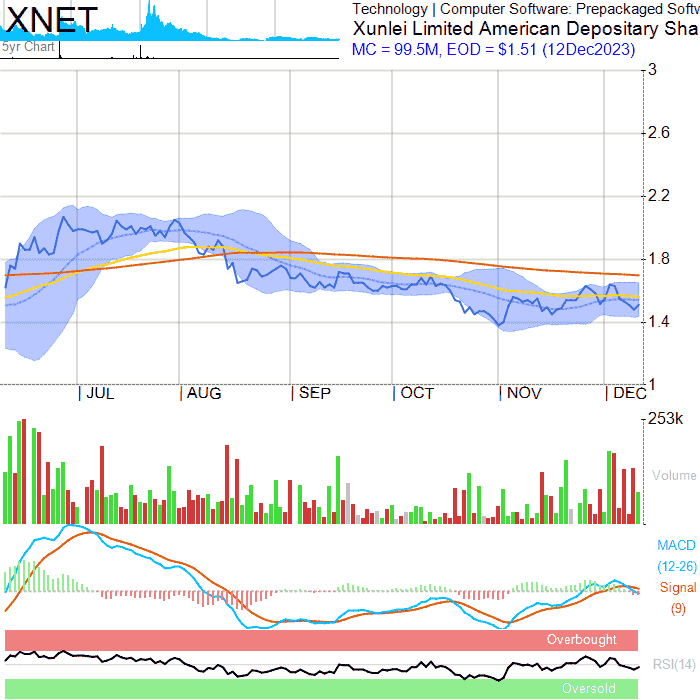 XNET
5yr Chart
Technology | Computer Software: Prepackaged Softw
Xunlei Limited American Depositary Sha
MC = 99.5M, EOD = $1.51 (12Dec2023)
3
2.6
2.2
1.8
1.4
1
JUL AUG SEP OCT NOV DEC
253k
Volume
MACD
(12-26)
Signal
(9)
Overbought
RSI(14)
Oversold